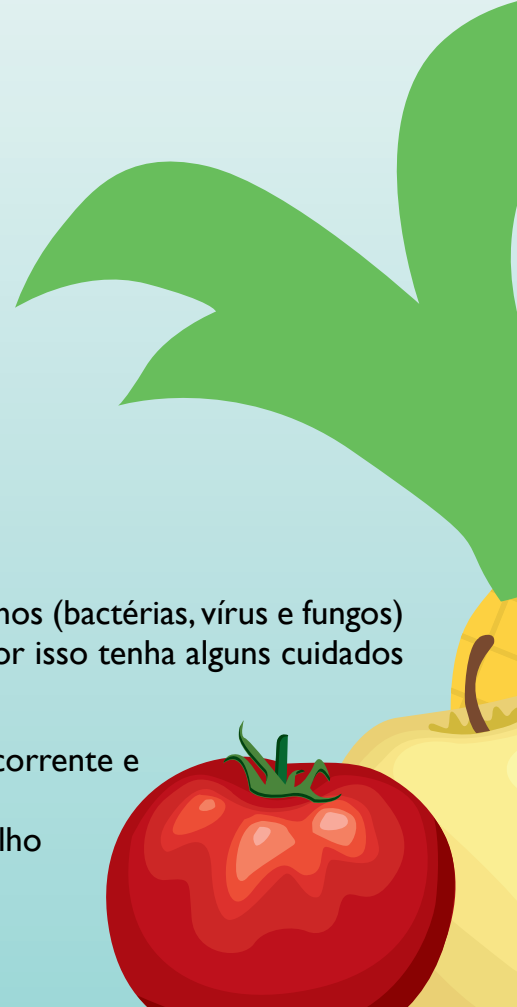 nos (bactérias, vírus e fungos)
or isso tenha alguns cuidados
corrente e
lho